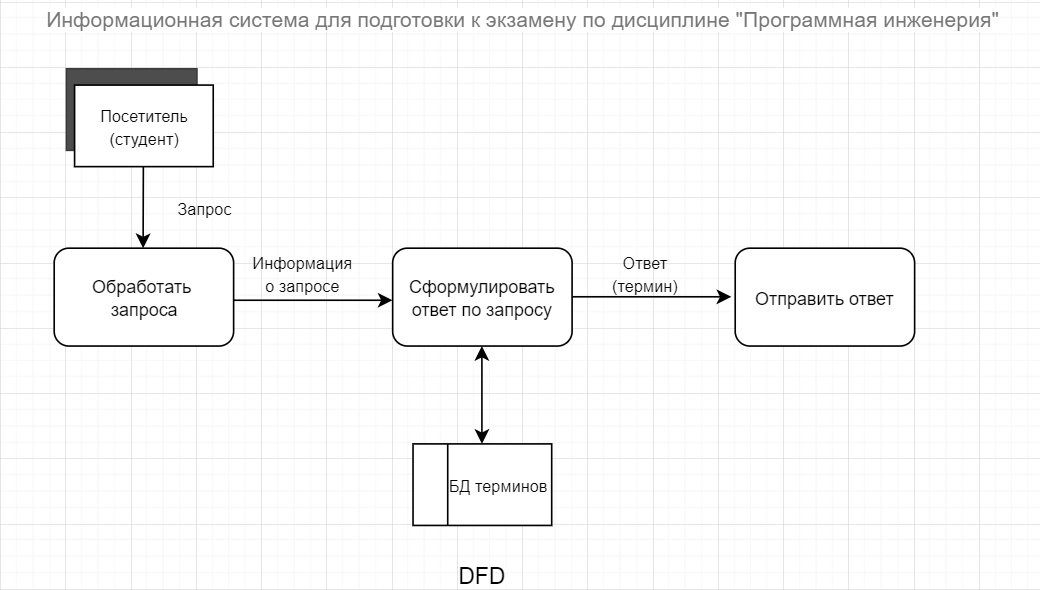 Информационная система для подготовки к экзамену по дисциплине "Программная инженерия"
Посетитель
(студент)
Запрос
Обработать
запроса
Информация
о запросе
Сформулировать
ответ по запросу
Ответ
(термин)
Отправить ответ
БД терминов
DFD